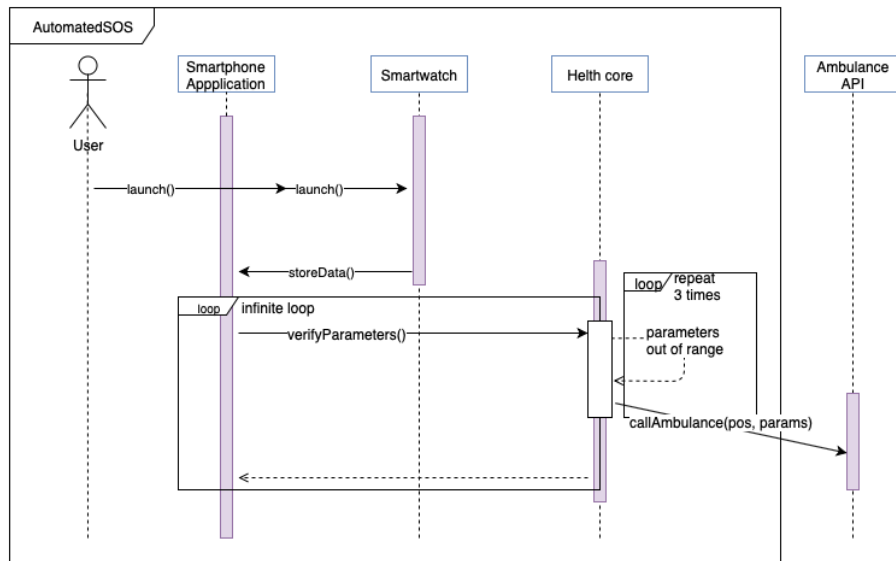 AutomatedSOS
Smartphone
Appplication
Smartwatch
Helth core
Ambulance
API
User
launch()
launch()
storeData()
loop
repeat
3 times
loop
infinite loop
verifyParameters()
parameters
out of range
callAmbulance(pos, params)